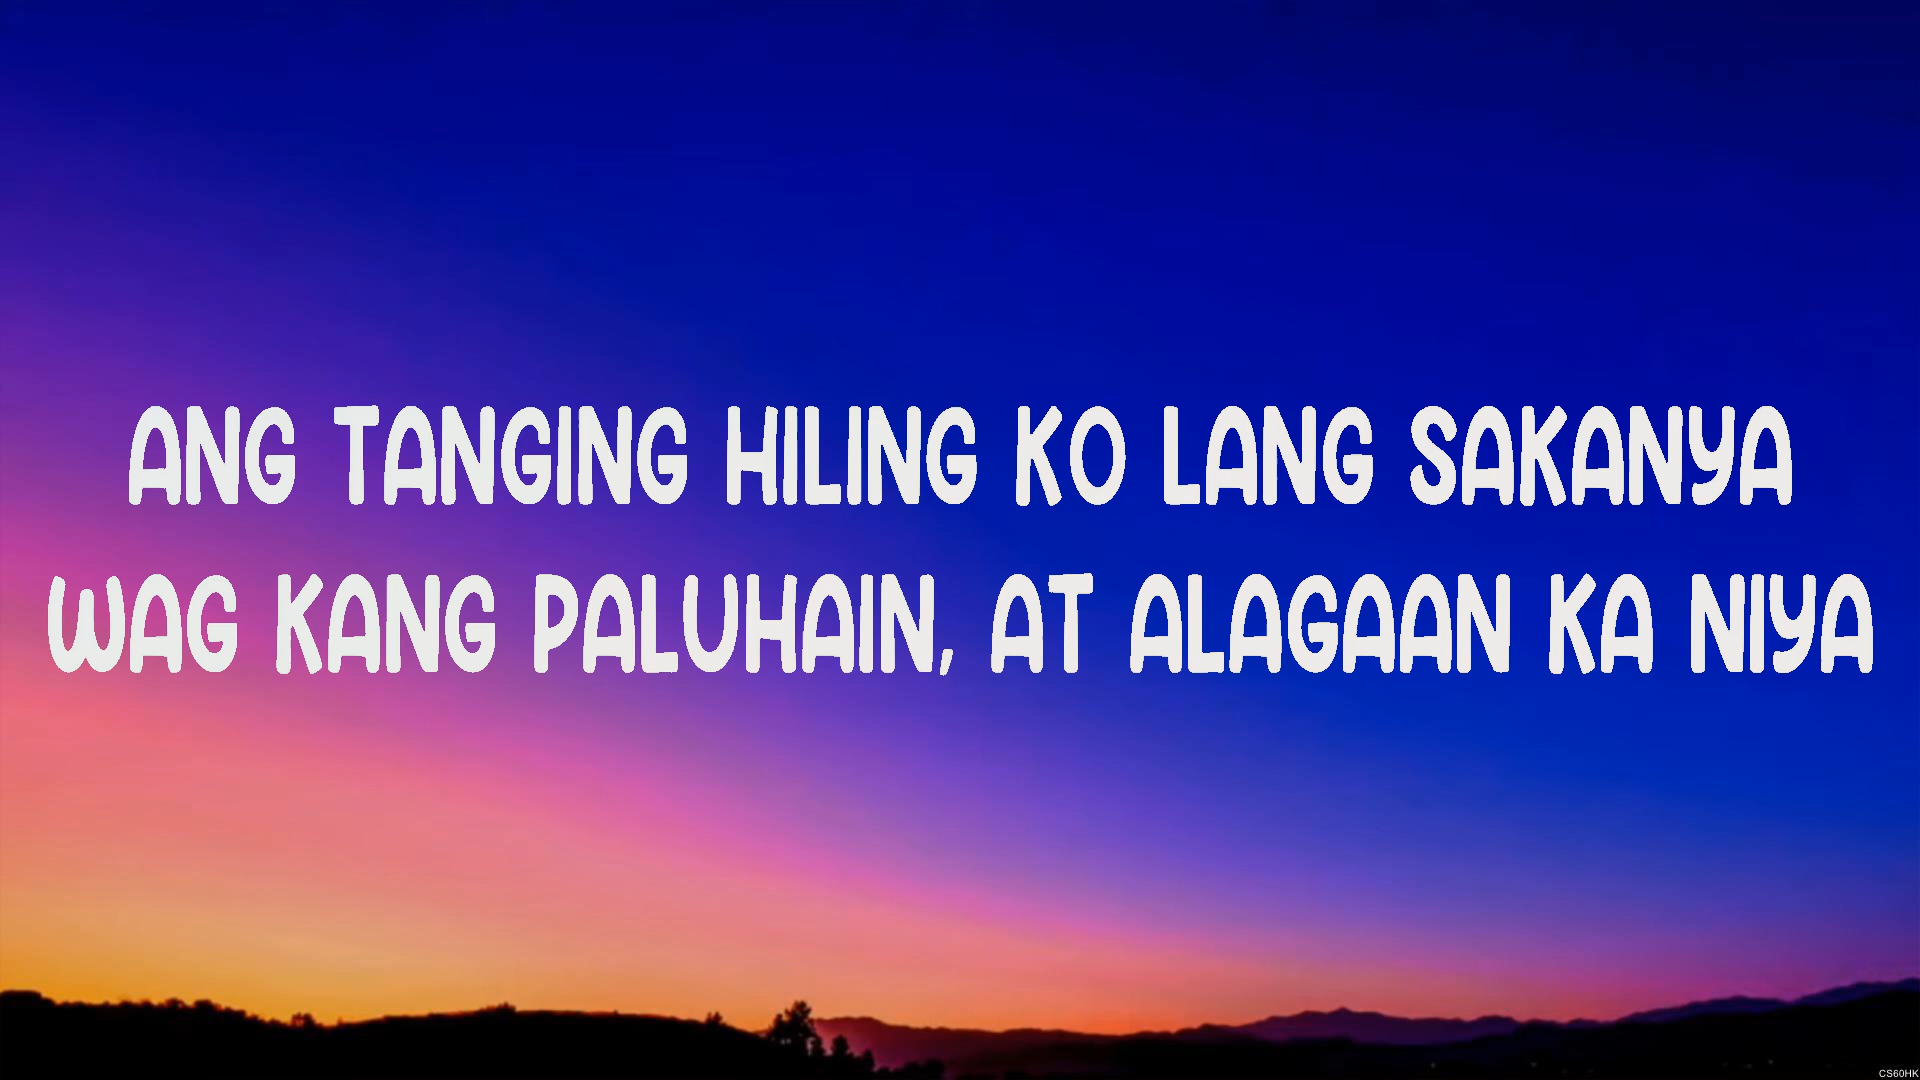 ANG TANGING HILING KO LANG SAKANYA
WAG KANG PALUHAIN, AT ALAGAAN KA NIYA
CS60HK